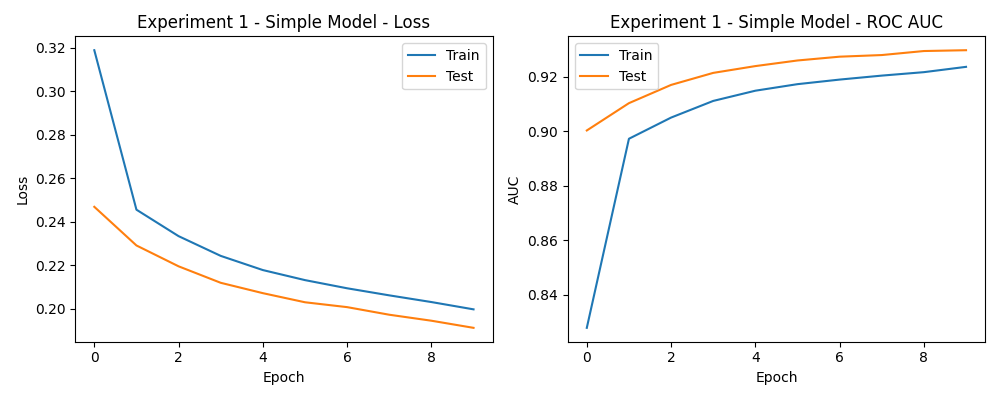 Experiment 1 - Simple Model - Loss
0.32
0.30
0.28
0.26
0.24
0.22
0.20
Loss
Train
Test
0 2 4 6 8
Epoch
Experiment 1 - Simple Model - ROC AUC
0.92
0.90
0.88
0.86
0.84
AUC
Train
Test
0 2 4 6 8
Epoch